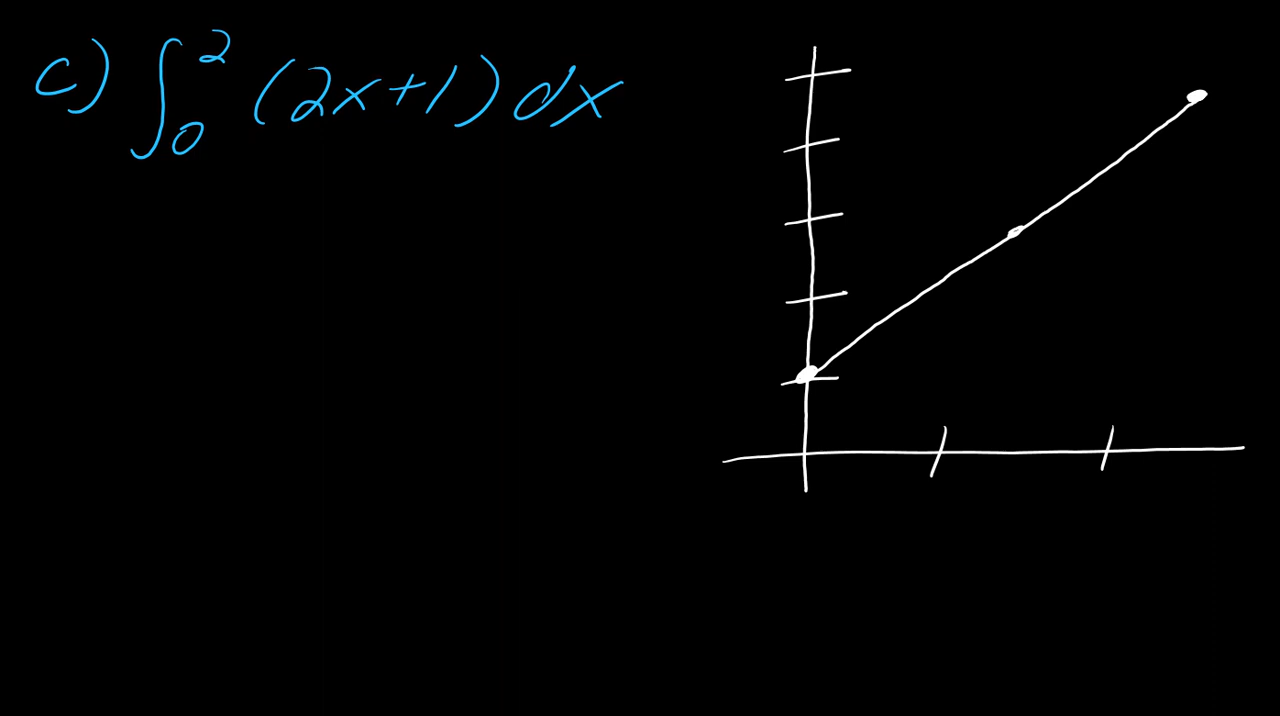 c) ∫₀² (2x+1) dx